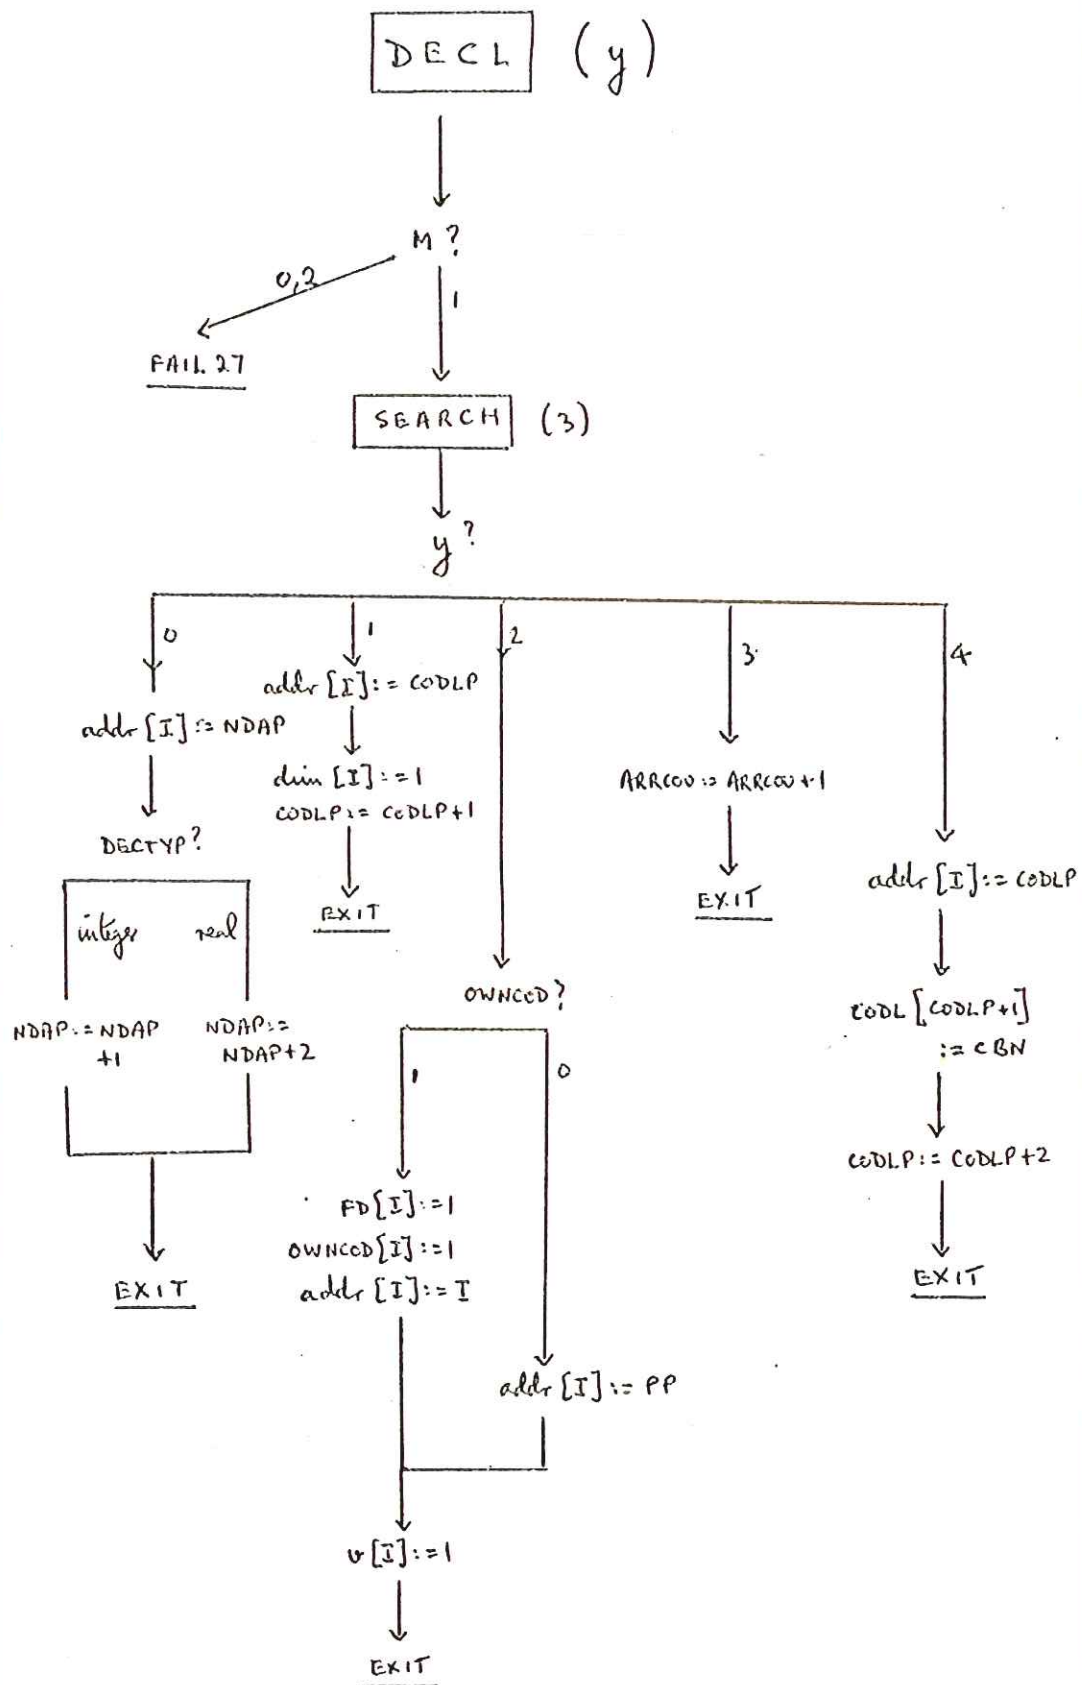 DECL (y)
M?
0,2
1
FAIL 27
SEARCH (3)
y?
0
1
2
3
4
addr [I] := NDAP
DECTYP?
integer real
NDAP := NDAP
+1
NDAP :=
NDAP+2
EXIT
addr [I] := CODLP
dim [I] := 1
CODLP := CODLP+1
EXIT
OWNCOD?
1
0
FD[I] := 1
OWNCOD[I] := 1
addr [I] := I
addr [I] := PP
v[I] := 1
EXIT
ARRCOU := ARRCOU+1
EXIT
addr [I] := CODLP
CODL [CODLP+1]
:= CBN
CODLP := CODLP+2
EXIT